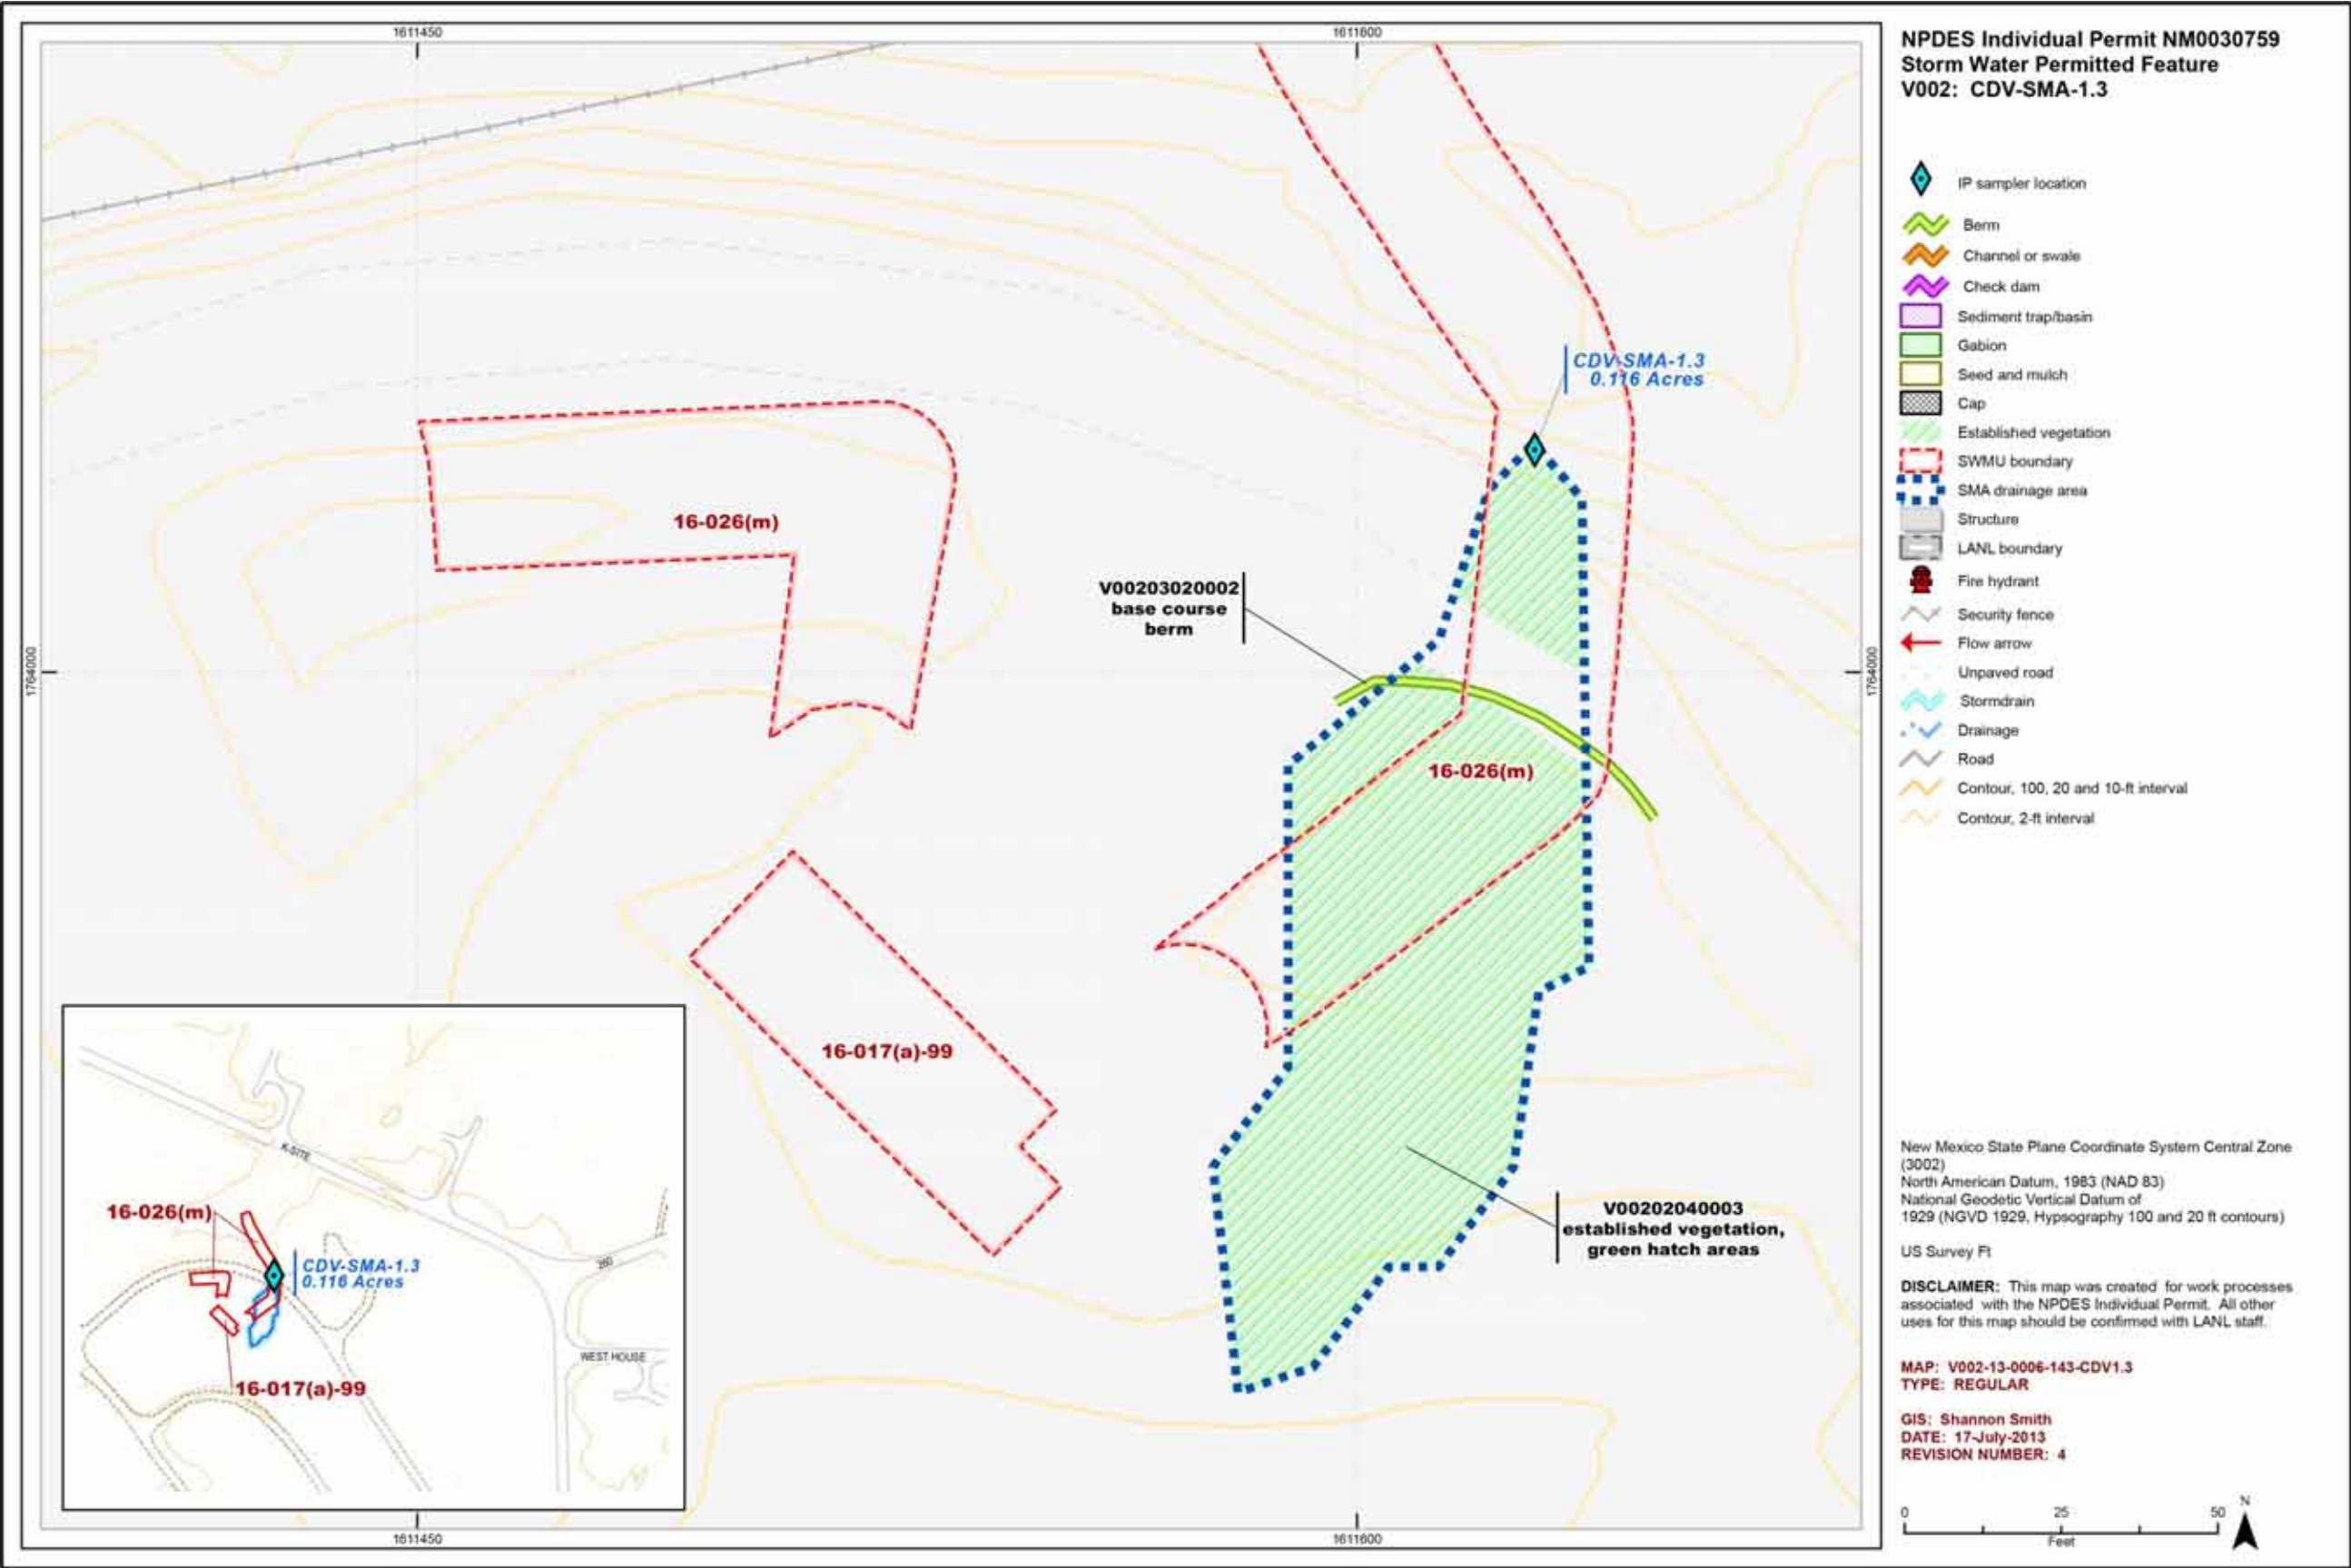 1611450
1611600
NPDES Individual Permit NM0030759
Storm Water Permitted Feature
V002: CDV-SMA-1.3
IP sampler location
Berm
Channel or swale
Check dam
Sediment trap/basin
Gabion
Seed and mulch
Cap
Established vegetation
SWMU boundary
SMA drainage area
Structure
LANL boundary
Fire hydrant
Security fence
Flow arrow
Unpaved road
Stormdrain
Drainage
Road
Contour, 100, 20 and 10-ft interval
Contour, 2-ft interval
CDV-SMA-1.3
0.116 Acres
16-026(m)
V00203020002
base course
berm
1764000
1764000
16-026(m)
16-017(a)-99
V00202040003
established vegetation,
green hatch areas
K-SITE
16-026(m)
CDV-SMA-1.3
0.116 Acres
260
WEST HOUSE
16-017(a)-99
New Mexico State Plane Coordinate System Central Zone
(3002)
North American Datum, 1983 (NAD 83)
National Geodetic Vertical Datum of
1929 (NGVD 1929, Hypsography 100 and 20 ft contours)
US Survey Ft
DISCLAIMER: This map was created for work processes
associated with the NPDES Individual Permit. All other
uses for this map should be confirmed with LANL staff.
MAP: V002-13-0006-143-CDV1.3
TYPE: REGULAR
GIS: Shannon Smith
DATE: 17-July-2013
REVISION NUMBER: 4
0 25 50
Feet
N
1611450
1611600